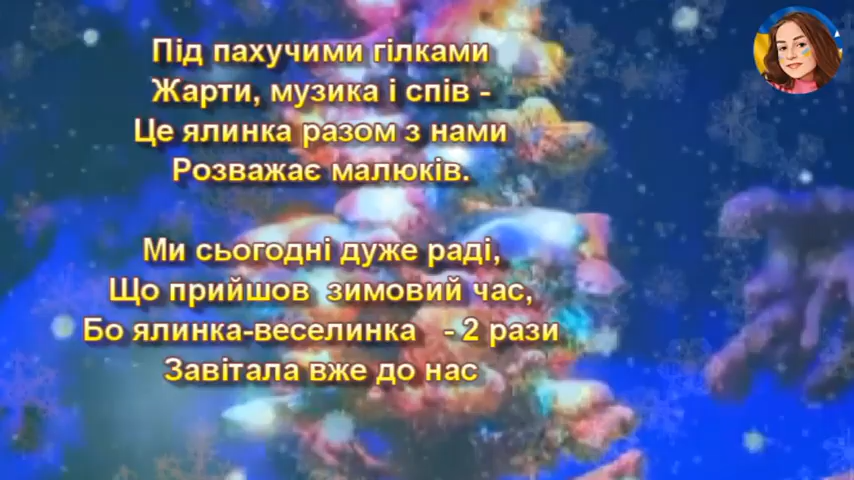 Під пахучими гілками
Жарти, музика і спів -
Це ялинка разом з нами
Розважає малюків.
Ми сьогодні дуже раді,
Що прийшов зимовий час,
Бо ялинка-веселинка - 2 рази
Завітала вже до нас